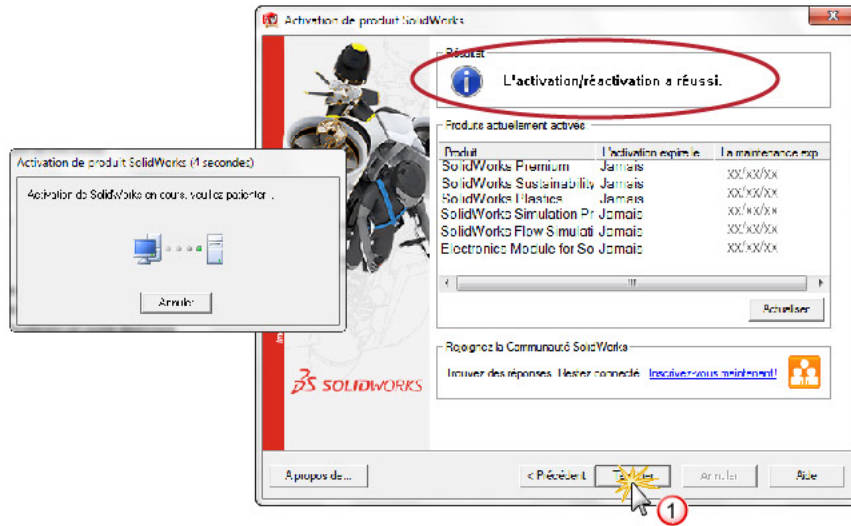 Activation de produit SolidWorks
Résultat
L'activation/réactivation a réussi.
Produits actuellement activés
Produit L'activation expire le La maintenance exp
SolidWorks Premium Jamais xx/xx/xx
SolidWorks Sustainability Jamais
SolidWorks Plastics Jamais xx/xx/xx
SolidWorks Simulation Pr Jamais xx/xx/xx
SolidWorks Flow Simulati Jamais xx/xx/xx
Electronics Module for So Jamais xx/xx/xx
Actualiser
Rejoignez la Communauté SolidWorks
Trouvez des réponses. Restez connecté. Inscrivez-vous maintenant!
A propos de... < Précédent Annuler Aide
1
Activation de produit SolidWorks (4 secondes)
Activation de SolidWorks en cours, veuillez patienter...
Annuler
3S SOLIDWORKS